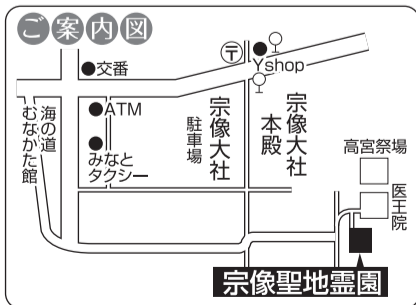 ご案内図
〒
Yshop
交番
ATM
みなと
タクシー
海の道
むなかた館
宗像大社
駐車場
宗像大社
本殿
高宮祭場
医王院
宗像聖地霊園